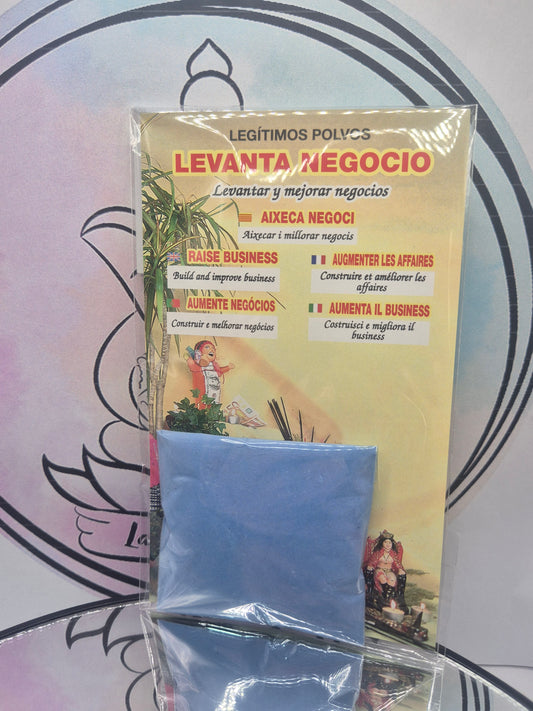 LEGÍTIMOS POLVOS
LEVANTA NEGOCIO
Levantar y mejorar negocios
AIXECA NEGOCI
Aixecar i millorar negocis
RAISE BUSINESS
Build and improve business
AUGMENTER LES AFFAIRES
Construire et améliorer les
affaires
AUMENTE NEGÓCIOS
Construir e melhorar negócios
AUMENTA IL BUSINESS
Costruisci e migliora il
business
La